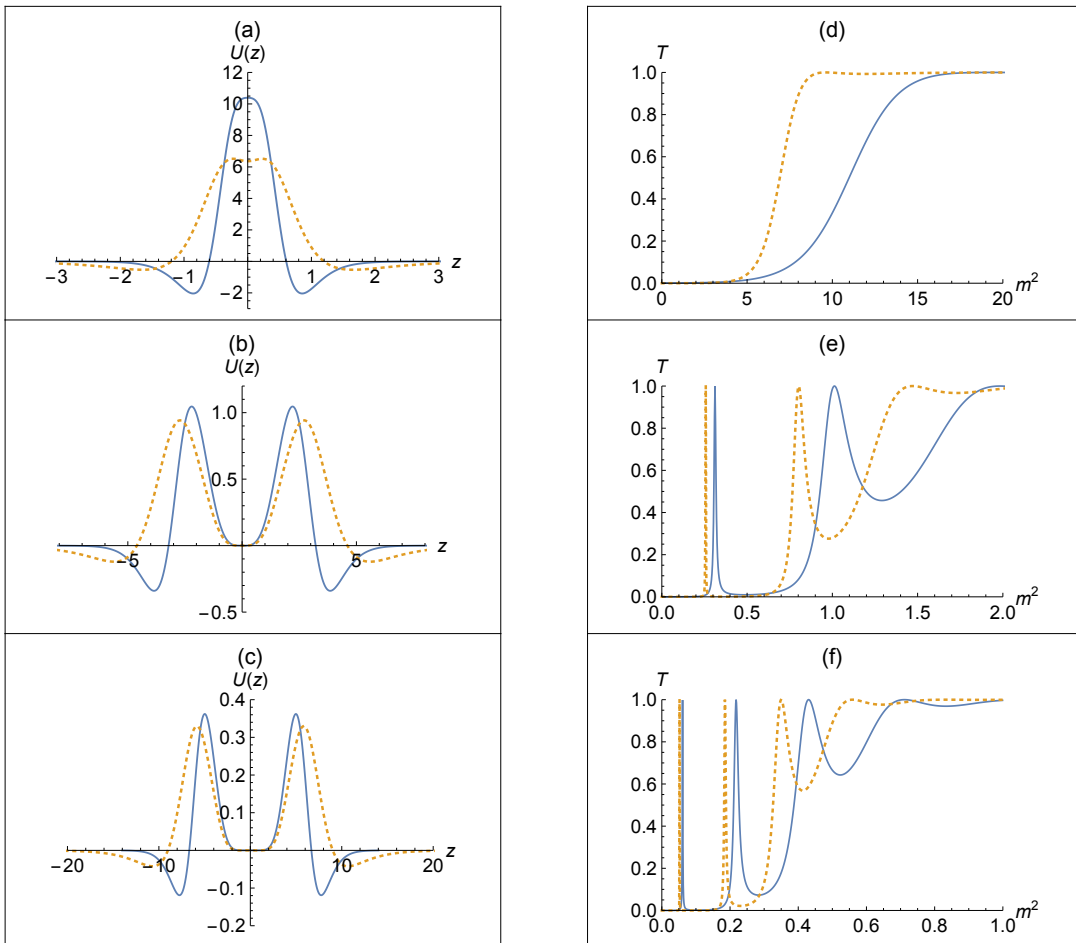 (a)
U(z)
12
10
8
6
4
2
−3 −2 −1 1 2 3 z
−2
(d)
T
1.0
0.8
0.6
0.4
0.2
0.0
0 5 10 15 20 m²
(b)
U(z)
1.0
0.5
−5 5 z
−0.5
(e)
T
1.0
0.8
0.6
0.4
0.2
0.0
0.0 0.5 1.0 1.5 2.0 m²
(c)
U(z)
0.4
0.3
0.2
0.1
−20 −10 10 20 z
−0.1
−0.2
(f)
T
1.0
0.8
0.6
0.4
0.2
0.0
0.0 0.2 0.4 0.6 0.8 1.0 m²